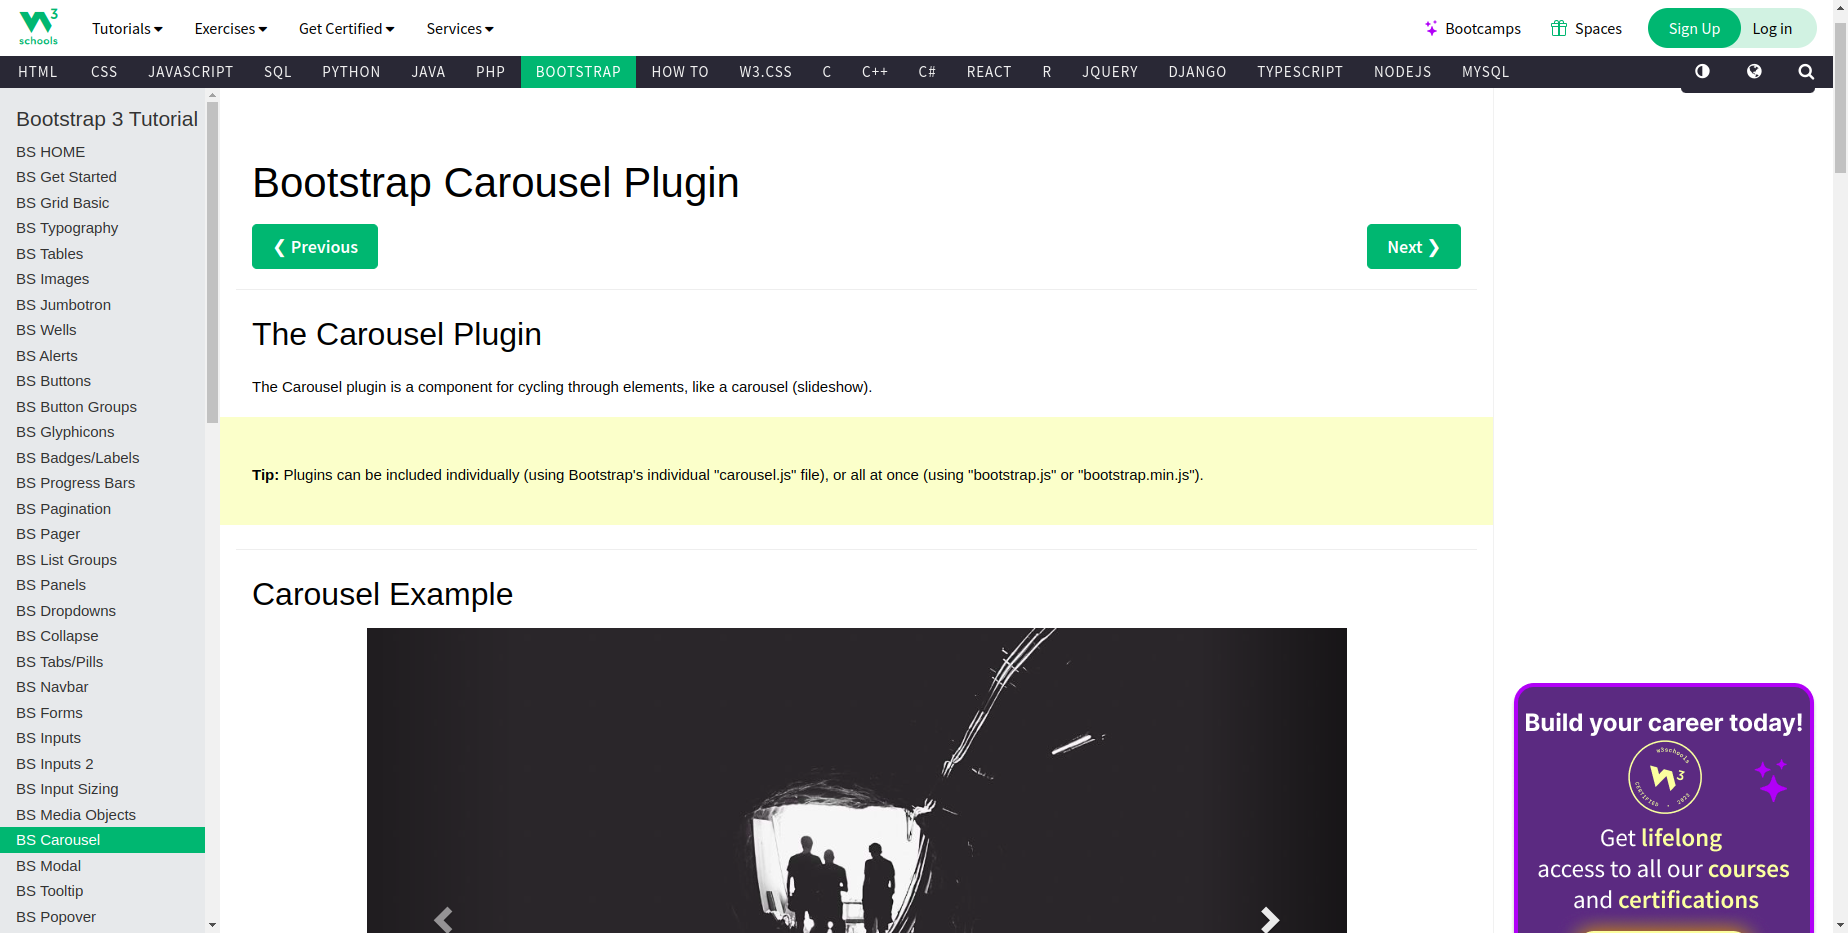 3
schools
Tutorials Exercises Get Certified Services Bootcamps Spaces Sign Up Log in
HTML CSS JAVASCRIPT SQL PYTHON JAVA PHP BOOTSTRAP HOW TO W3.CSS C C++ C# REACT R JQUERY DJANGO TYPESCRIPT NODEJS MYSQL
Bootstrap 3 Tutorial
BS HOME
BS Get Started
BS Grid Basic
BS Typography
BS Tables
BS Images
BS Jumbotron
BS Wells
BS Alerts
BS Buttons
BS Button Groups
BS Glyphicons
BS Badges/Labels
BS Progress Bars
BS Pagination
BS Pager
BS List Groups
BS Panels
BS Dropdowns
BS Collapse
BS Tabs/Pills
BS Navbar
BS Forms
BS Inputs
BS Inputs 2
BS Input Sizing
BS Media Objects
BS Carousel
BS Modal
BS Tooltip
BS Popover
Bootstrap Carousel Plugin
❮ Previous
Next ❯
The Carousel Plugin
The Carousel plugin is a component for cycling through elements, like a carousel (slideshow).
Tip: Plugins can be included individually (using Bootstrap's individual "carousel.js" file), or all at once (using "bootstrap.js" or "bootstrap.min.js").
Carousel Example
Build your career today!
w3schools
3
CERTIFIED • 2025
Get lifelong
access to all our courses
and certifications